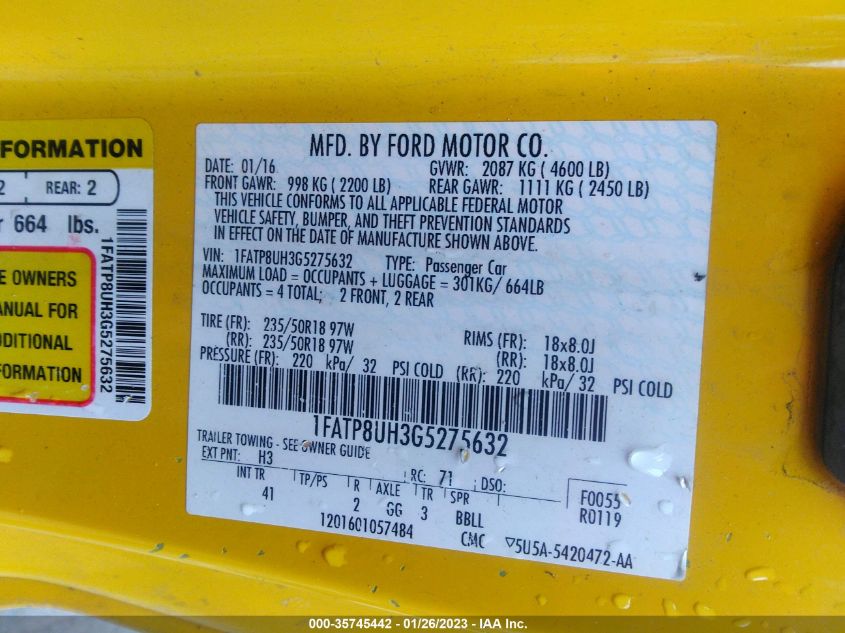 FORMATION
2 REAR: 2
r 664 lbs.
E OWNERS
ANUAL FOR
DDITIONAL
FORMATION
1FATP8UH3G5275632
MFD. BY FORD MOTOR CO.
DATE: 01/16 GVWR: 2087 KG ( 4600 LB)
FRONT GAWR: 998 KG ( 2200 LB) REAR GAWR: 1111 KG ( 2450 LB)
THIS VEHICLE CONFORMS TO ALL APPLICABLE FEDERAL MOTOR
VEHICLE SAFETY, BUMPER, AND THEFT PREVENTION STANDARDS
IN EFFECT ON THE DATE OF MANUFACTURE SHOWN ABOVE.
VIN: 1FATP8UH3G5275632 TYPE: Passenger Car
MAXIMUM LOAD = OCCUPANTS + LUGGAGE = 301KG/ 664LB
OCCUPANTS = 4 TOTAL; 2 FRONT, 2 REAR
TIRE (FR): 235/50R18 97W RIMS (FR): 18x8.0J
(RR): 235/50R18 97W (RR): 18x8.0J
PRESSURE (FR): 220 kPa/ 32 PSI COLD (RR): 220 kPa/ 32 PSI COLD
1FATP8UH3G5275632
TRAILER TOWING - SEE OWNER GUIDE
EXT PNT: H3 RC: 71 DSO:
INT TR TP/PS R AXLE TR SPR F0055
41 2 GG 3 BBLL R0119
1201601057484 CMC ▽5U5A-5420472-AA
000-35745442 - 01/26/2023 - IAA Inc.